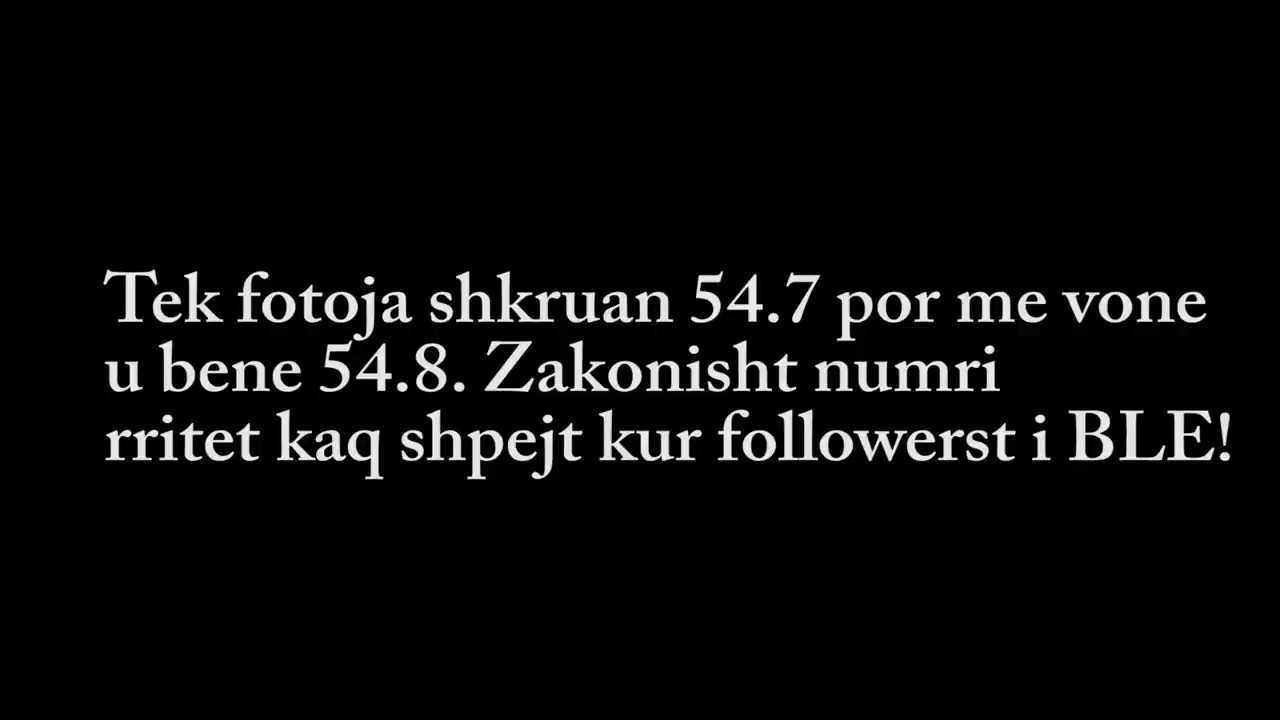 Tek fotoja shkruan 54.7 por me vone
u bene 54.8. Zakonisht numri
rritet kaq shpejt kur followerst i BLE!